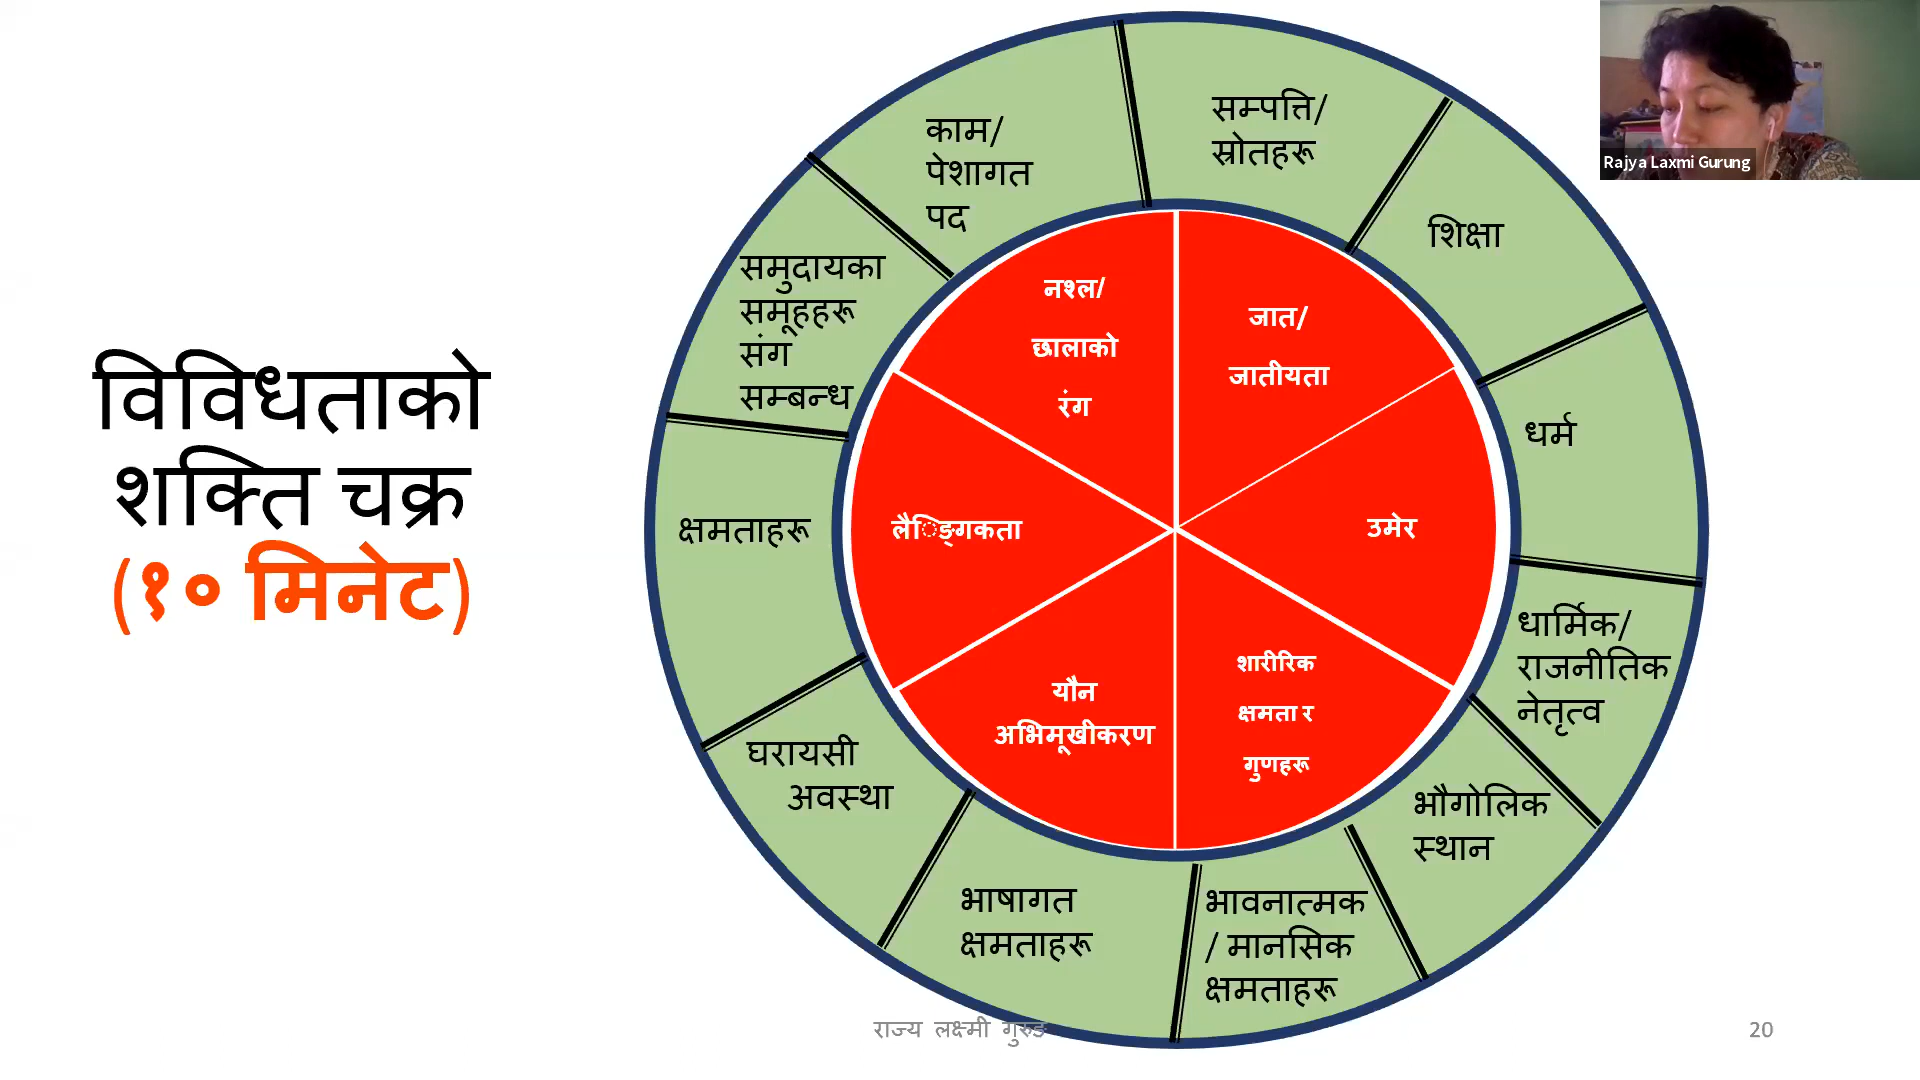 विविधताको
शक्ति चक्र
(१० मिनेट)
सम्पत्ति/
स्रोतहरू
शिक्षा
धर्म
धार्मिक/
राजनीतिक
नेतृत्व
भौगोलिक
स्थान
भावनात्मक
/ मानसिक
क्षमताहरू
भाषागत
क्षमताहरू
घरायसी
अवस्था
क्षमताहरू
समुदायका
समूहहरू
संग
सम्बन्ध
काम/
पेशागत
पद
नश्ल/
छालाको
रंग
जात/
जातीयता
उमेर
शारीरिक
क्षमता र
गुणहरू
यौन
अभिमूखीकरण
लैङ्गिकता
राज्य लक्ष्मी गुरुङ
20
Rajya Laxmi Gurung